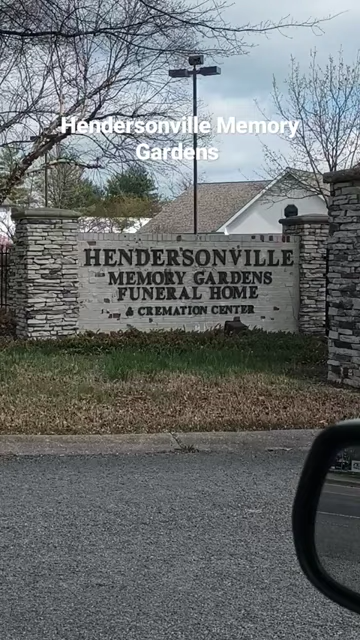 Hendersonville Memory
Gardens
HENDERSONVILLE
MEMORY GARDENS
FUNERAL HOME
& CREMATION CENTER